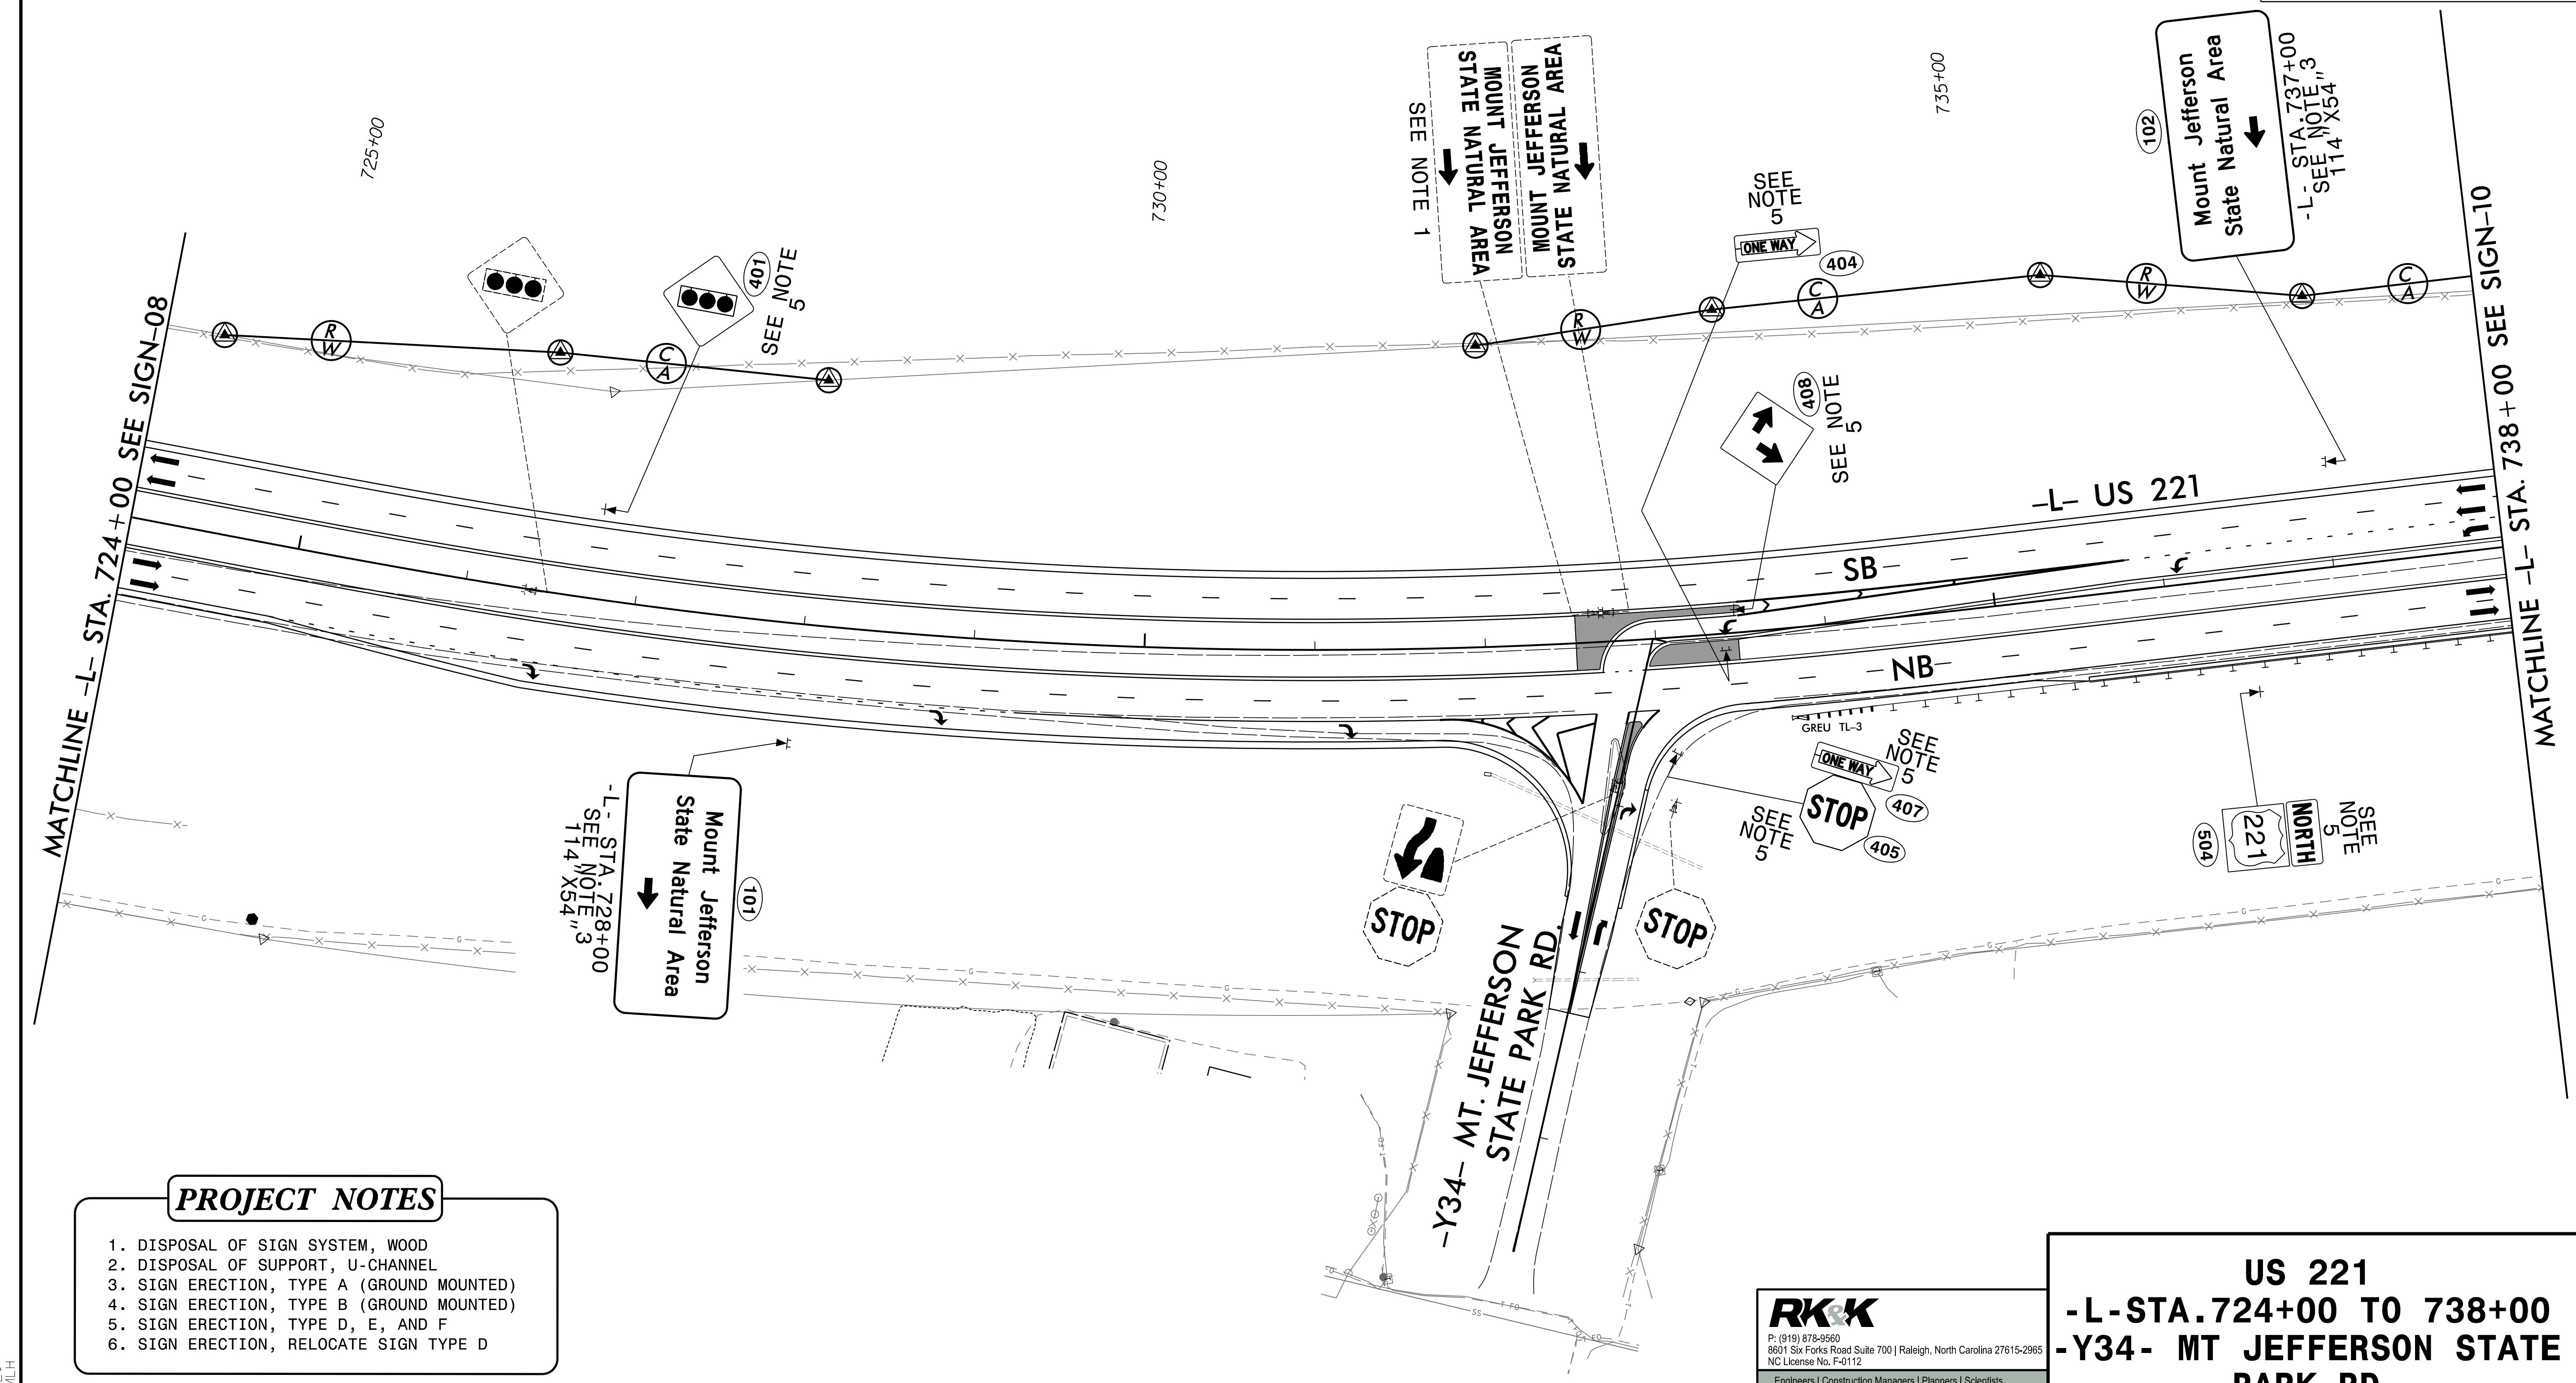 725+00
730+00
735+00
MATCHLINE –L– STA. 724+00 SEE SIGN–08
MATCHLINE –L– STA. 738+00 SEE SIGN–10
401
SEE NOTE
5
R
W
C
A
MOUNT JEFFERSON
STATE NATURAL AREA
SEE NOTE 1
MOUNT JEFFERSON
STATE NATURAL AREA
SEE
NOTE
5
ONE WAY
404
R
W
C
A
R
W
C
A
408
SEE NOTE
5
102
Mount Jefferson
State Natural Area
-L- STA.737+00
SEE NOTE 3
114"X54"
–L– US 221
SB
NB
GREU TL–3
ONE WAY
SEE
NOTE
5
STOP
407
405
SEE
NOTE
5
504
221
NORTH
SEE
NOTE
5
101
Mount Jefferson
State Natural Area
-L- STA.728+00
SEE NOTE 3
114"X54"
STOP
STOP
–Y34– MT. JEFFERSON
STATE PARK RD.
G
G
G
G
G
G
SS
T FO
PROJECT NOTES
1. DISPOSAL OF SIGN SYSTEM, WOOD
2. DISPOSAL OF SUPPORT, U-CHANNEL
3. SIGN ERECTION, TYPE A (GROUND MOUNTED)
4. SIGN ERECTION, TYPE B (GROUND MOUNTED)
5. SIGN ERECTION, TYPE D, E, AND F
6. SIGN ERECTION, RELOCATE SIGN TYPE D
RK&K
P: (919) 878-9560
8601 Six Forks Road Suite 700 | Raleigh, North Carolina 27615-2965
NC License No. F-0112
Engineers | Construction Managers | Planners | Scientists
US 221
-L-STA.724+00 TO 738+00
-Y34- MT JEFFERSON STATE
PARK RD